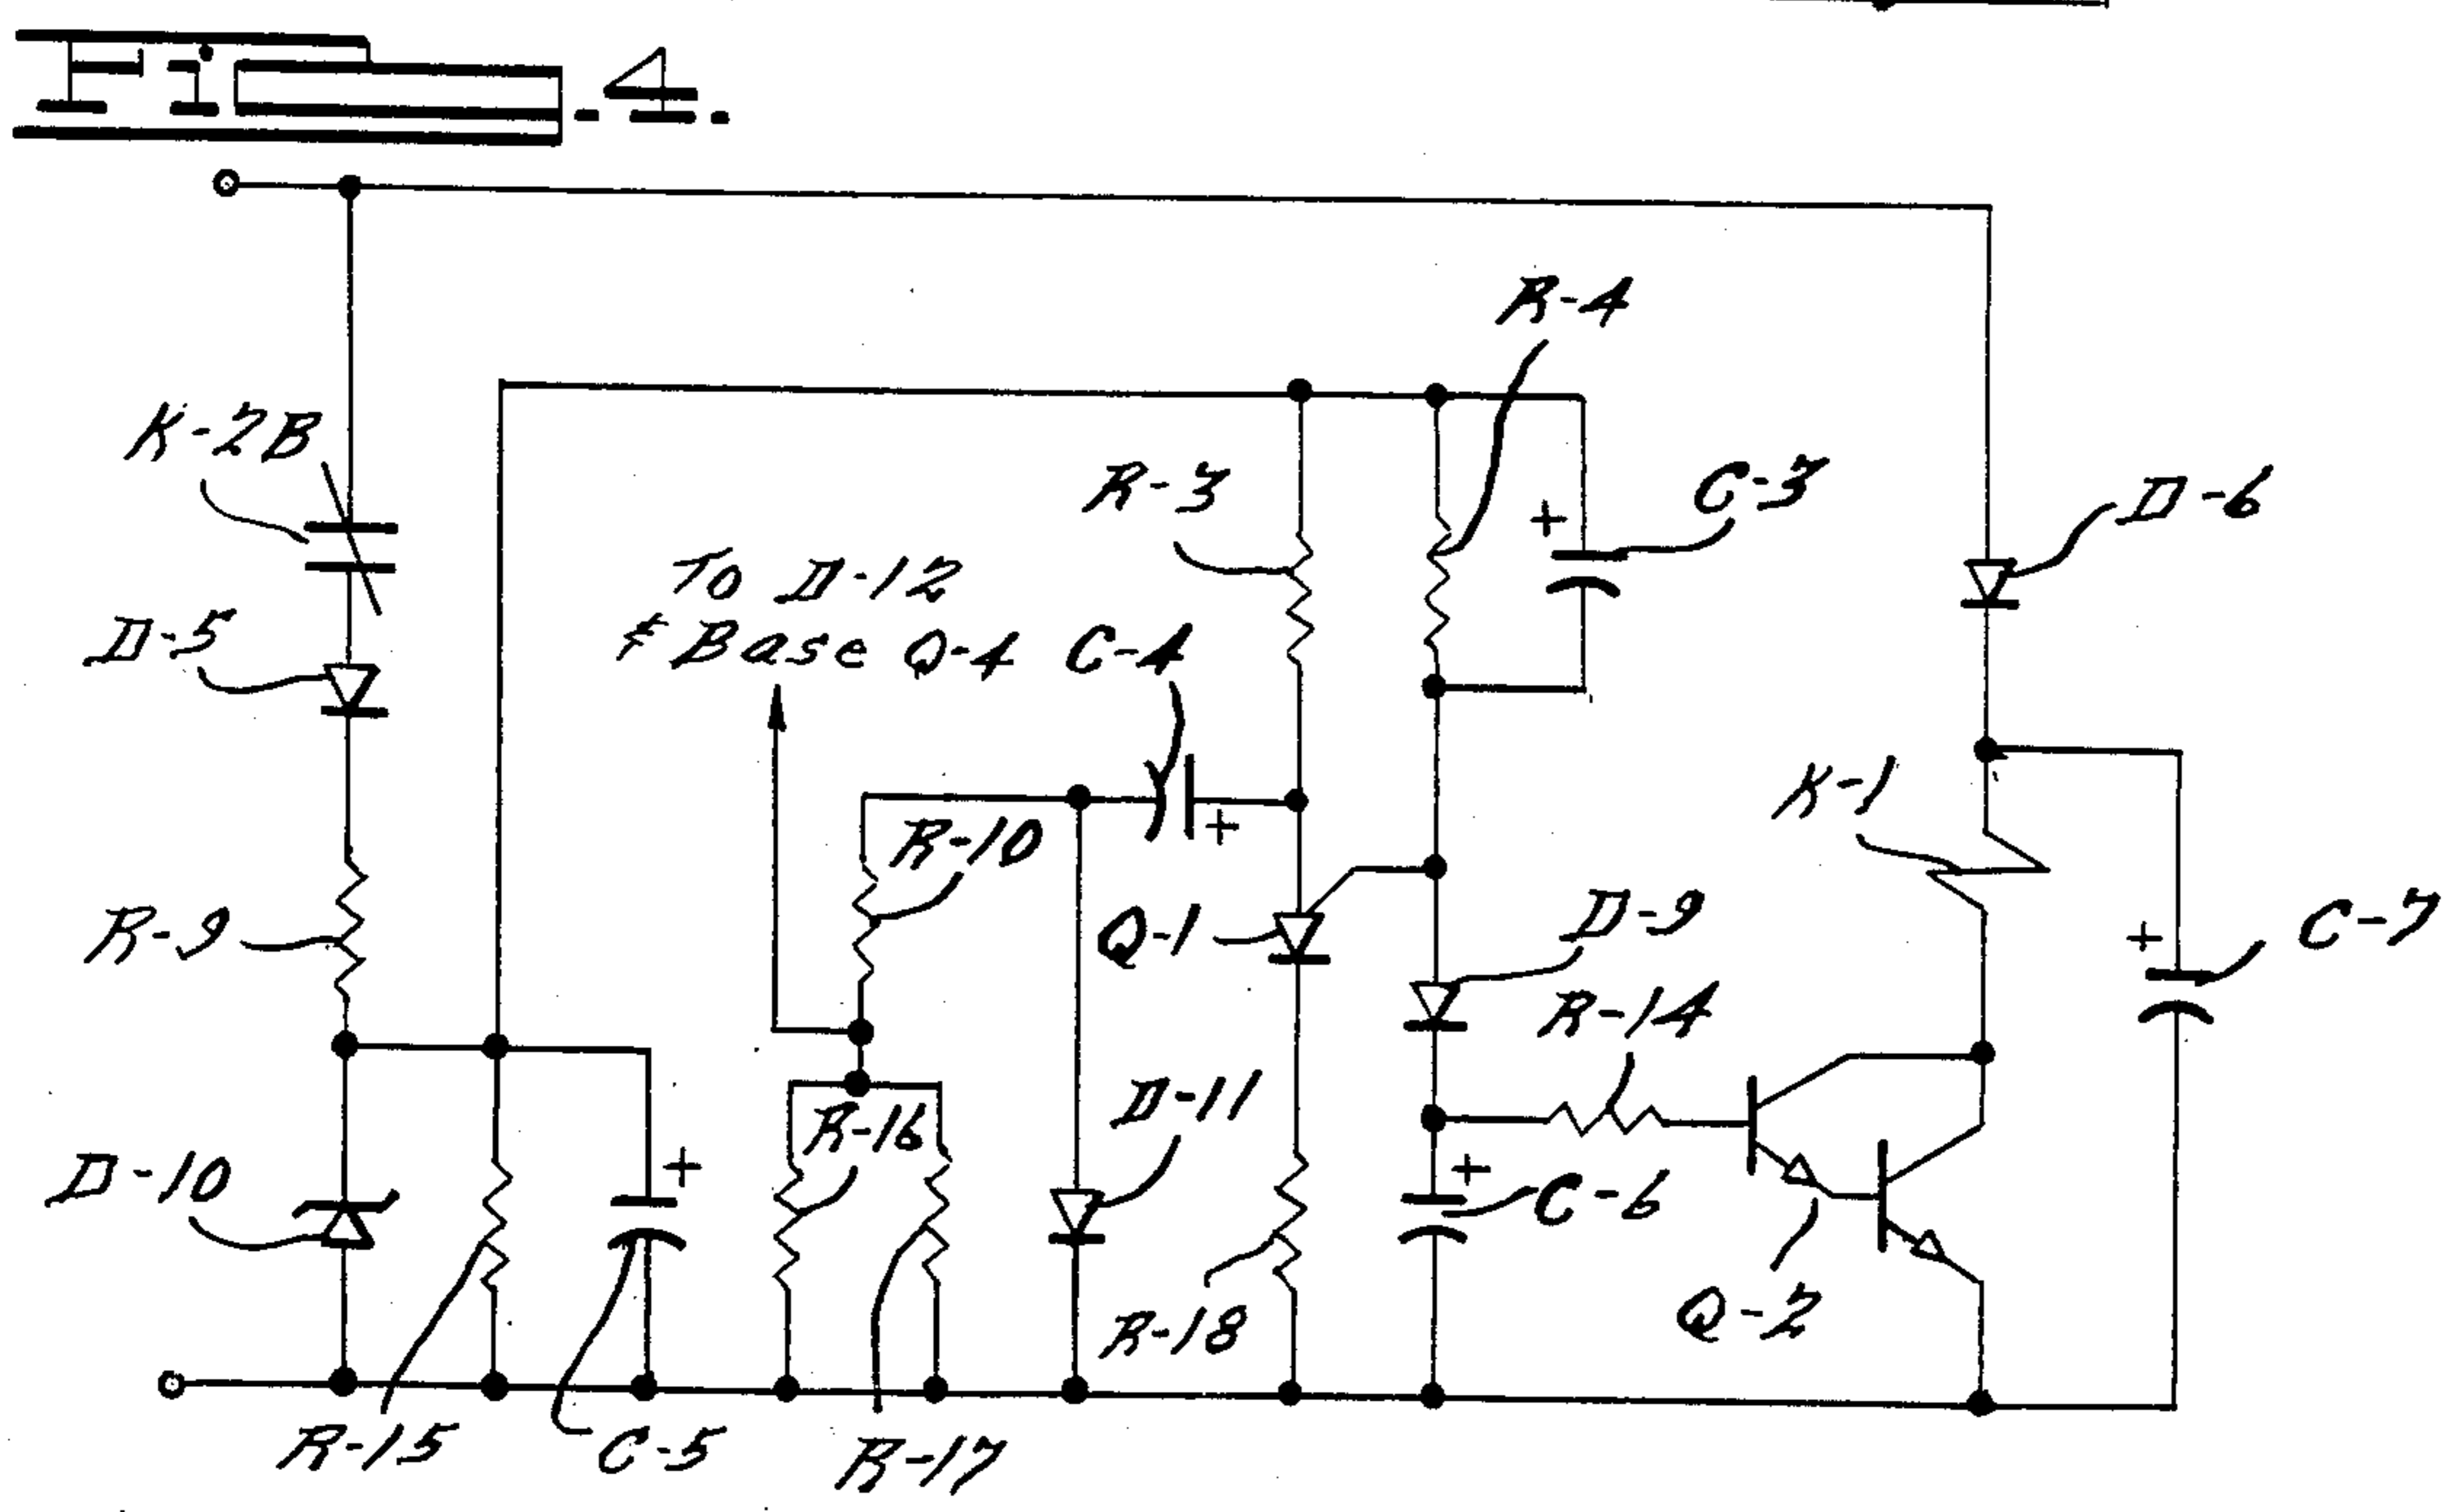 Fig. 4.
R-4
K-2B
R-3
C-3
D-6
To D-12
& Base Q-4
C-4
D-5
K-1
R-10
R-9
Q-1
D-9
C-7
R-14
D-11
R-16
D-10
C-6
Q-2
R-18
R-15
C-5
R-17
+
+
+
+
+